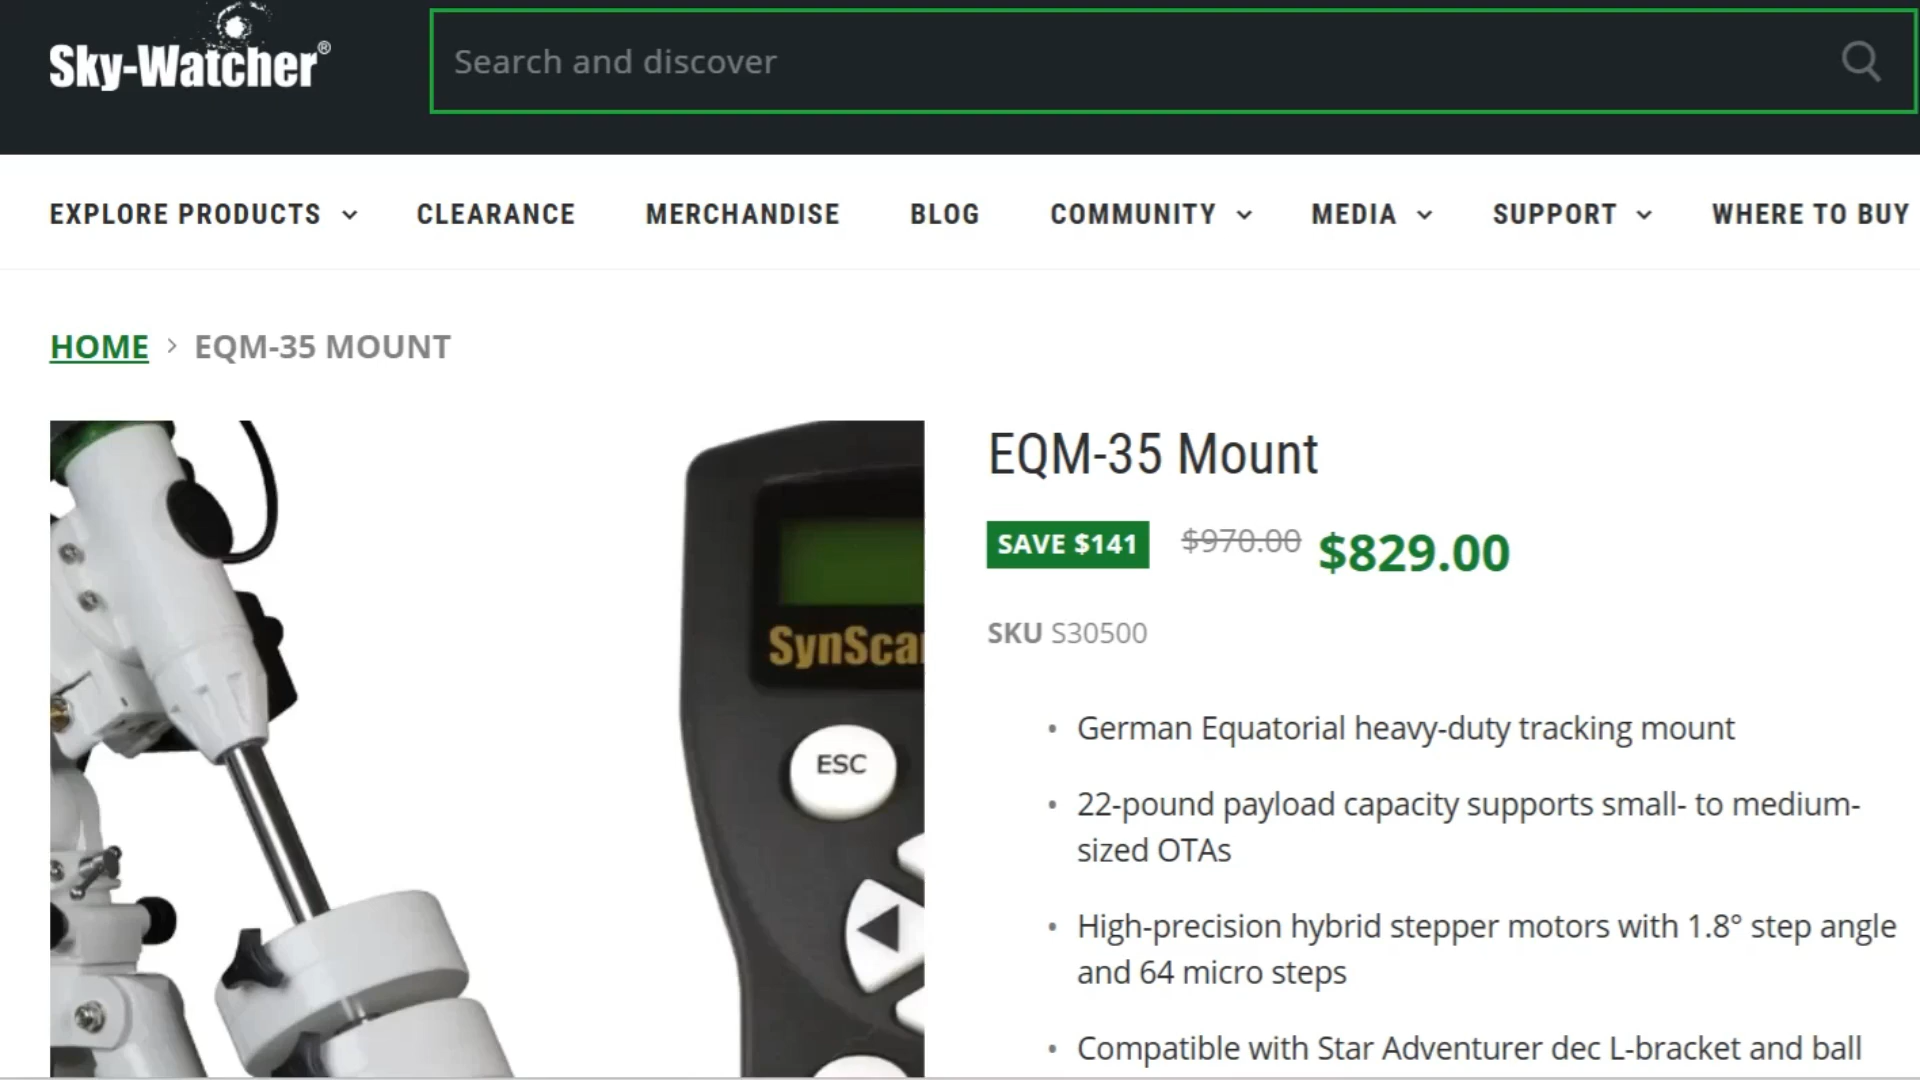 Sky-Watcher®
Search and discover
EXPLORE PRODUCTS
CLEARANCE
MERCHANDISE
BLOG
COMMUNITY
MEDIA
SUPPORT
WHERE TO BUY
HOME > EQM-35 MOUNT
EQM-35 Mount
SAVE $141 $970.00 $829.00
SKU S30500
• German Equatorial heavy-duty tracking mount
• 22-pound payload capacity supports small- to medium-
sized OTAs
• High-precision hybrid stepper motors with 1.8° step angle
and 64 micro steps
• Compatible with Star Adventurer dec L-bracket and ball
SynSca
ESC